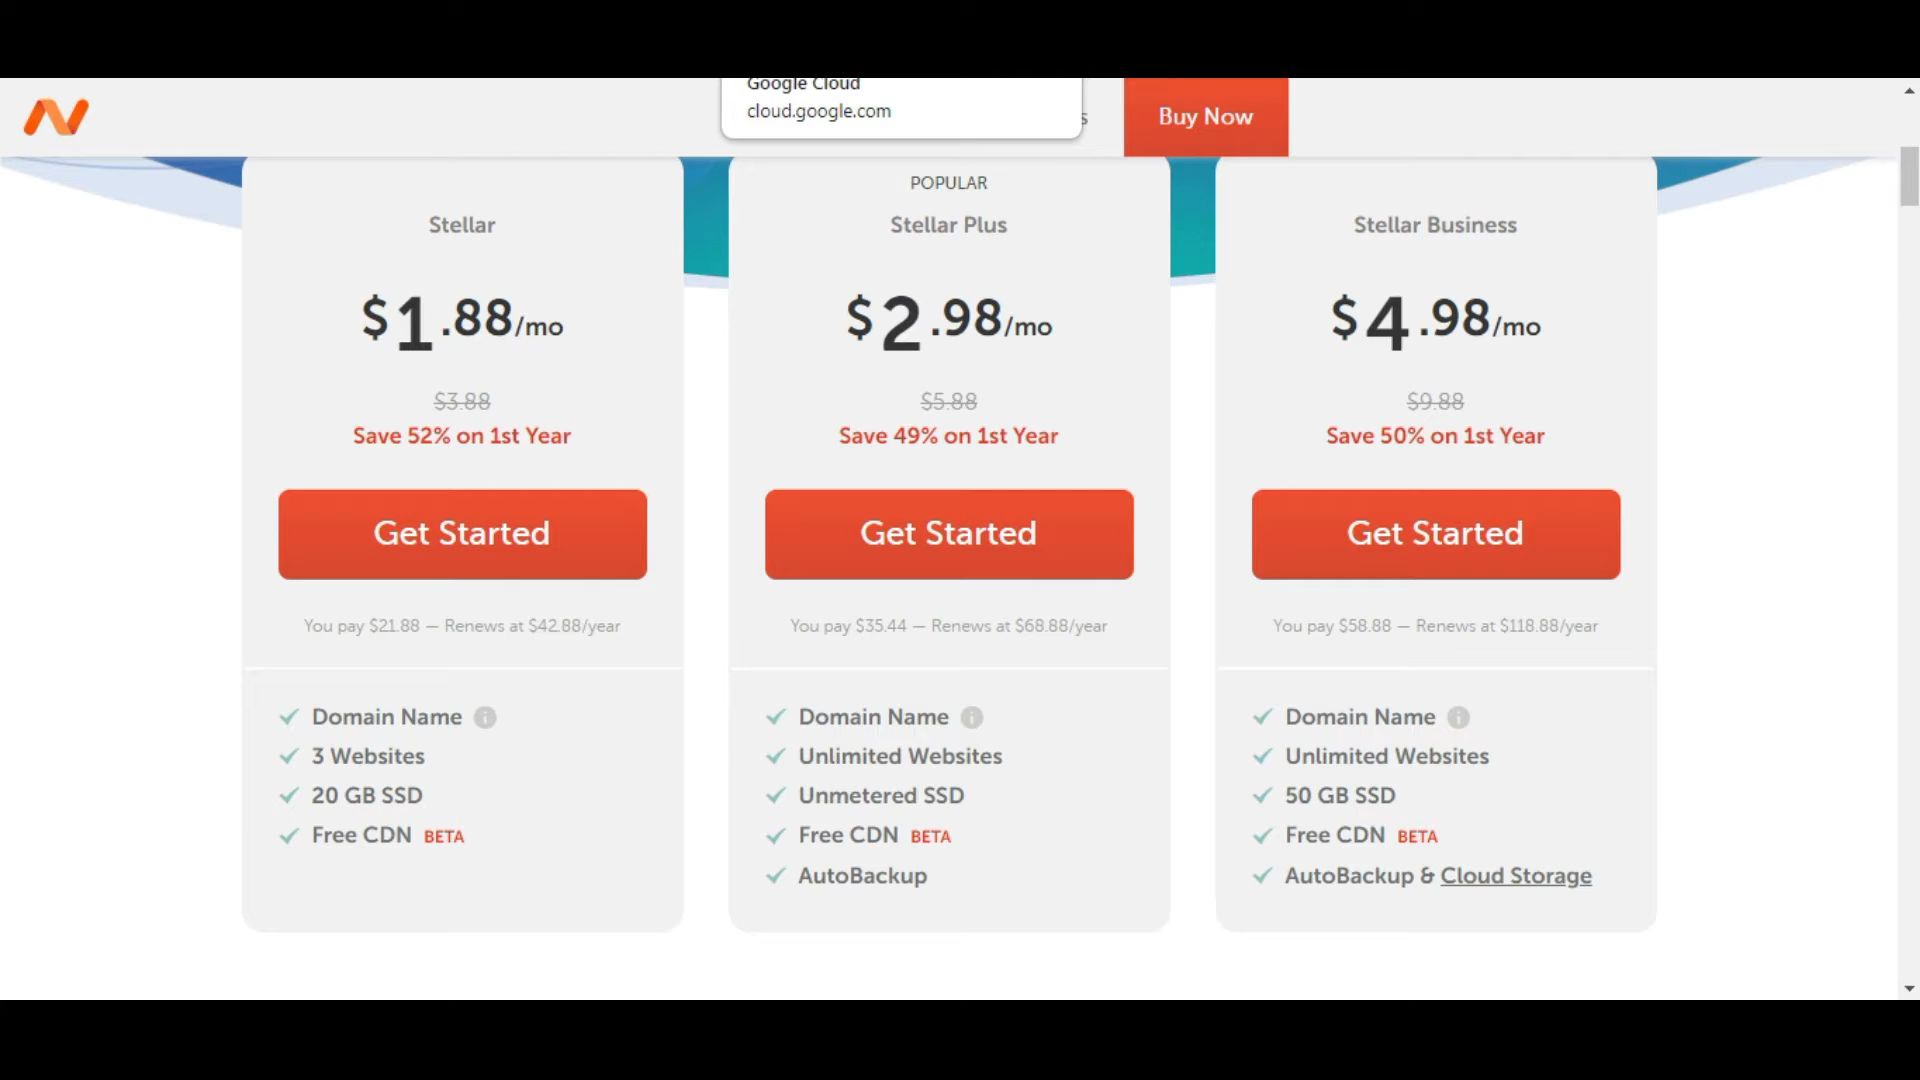 Google Cloud
cloud.google.com
s
Buy Now
Stellar
$1.88/mo
$3.88
Save 52% on 1st Year
Get Started
You pay $21.88 — Renews at $42.88/year
Domain Name
3 Websites
20 GB SSD
Free CDN BETA
POPULAR
Stellar Plus
$2.98/mo
$5.88
Save 49% on 1st Year
Get Started
You pay $35.44 — Renews at $68.88/year
Domain Name
Unlimited Websites
Unmetered SSD
Free CDN BETA
AutoBackup
Stellar Business
$4.98/mo
$9.88
Save 50% on 1st Year
Get Started
You pay $58.88 — Renews at $118.88/year
Domain Name
Unlimited Websites
50 GB SSD
Free CDN BETA
AutoBackup & Cloud Storage